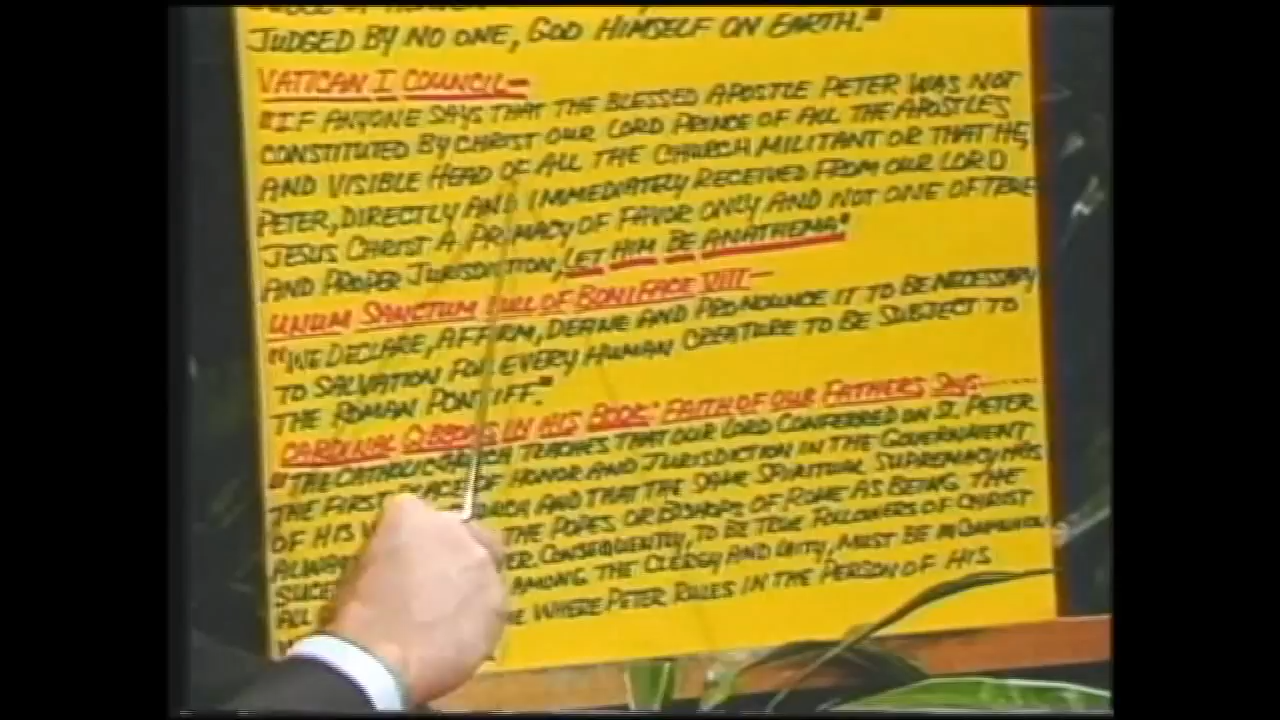 JUDGED BY NO ONE, GOD HIMSELF ON EARTH."
VATICAN I COUNCIL—
"IF ANYONE SAYS THAT THE BLESSED APOSTLE PETER WAS NOT
CONSTITUTED BY CHRIST OUR LORD PRINCE OF ALL THE APOSTLES
AND VISIBLE HEAD OF ALL THE CHURCH MILITANT OR THAT HE,
PETER, DIRECTLY AND IMMEDIATELY RECEIVED FROM OUR LORD
JESUS CHRIST A PRIMACY OF FAVOR ONLY AND NOT ONE OF TRUE
AND PROPER JURISDICTION, LET HIM BE ANATHEMA."
UNUM SANCTUM BULL OF BONIFACE VIII—
"WE DECLARE, AFFIRM, DEFINE AND PRONOUNCE IT TO BE NECESSARY
TO SALVATION FOR EVERY HUMAN CREATURE TO BE SUBJECT TO
THE ROMAN PONTIFF."
CARDINAL GIBBONS IN HIS BOOK "FAITH OF OUR FATHERS SAYS
"THE CATHOLIC CHURCH TEACHES THAT OUR LORD CONFERRED ON ST. PETER
THE FIRST PLACE OF HONOR AND JURISDICTION IN THE GOVERNMENT
OF HIS AND THAT THE SAME SPIRITUAL SUPREMACY HAS
THE POPES, OR BISHOPS OF ROME AS BEING THE
CONSEQUENTLY, TO BE TRUE FOLLOWERS OF CHRIST
ALL AMONG THE CLERGY AND LAITY, MUST BE IN COMMUNION
WHERE PETER RULES IN THE PERSON OF HIS